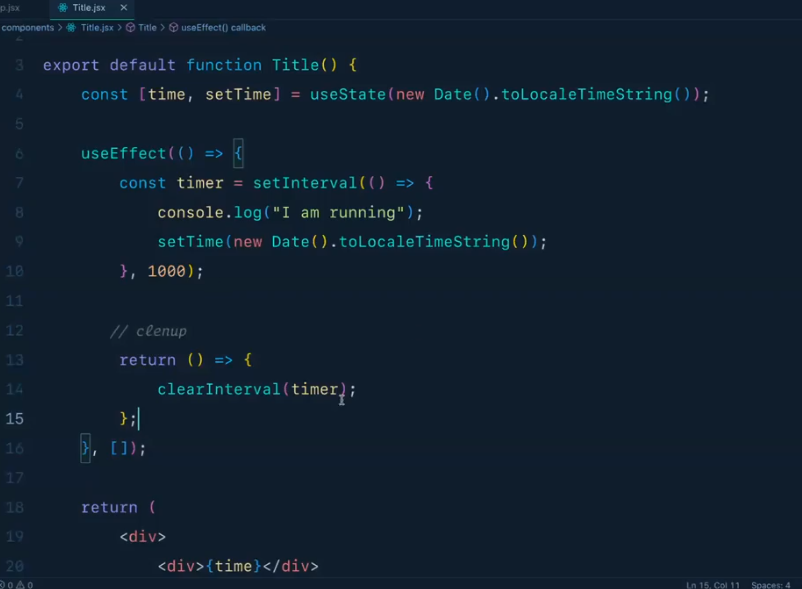 p.jsx Title.jsx ×
components > Title.jsx > Title > useEffect() callback
2
3 export default function Title() {
4 const [time, setTime] = useState(new Date().toLocaleTimeString());
5
6 useEffect(() => {
7 const timer = setInterval(() => {
8 console.log("I am running");
9 setTime(new Date().toLocaleTimeString());
10 }, 1000);
11
12 // clenup
13 return () => {
14 clearInterval(timer);
15 };
16 }, []);
17
18 return (
19 <div>
20 <div>{time}</div>
0 0 Ln 15, Col 11 Spaces: 4